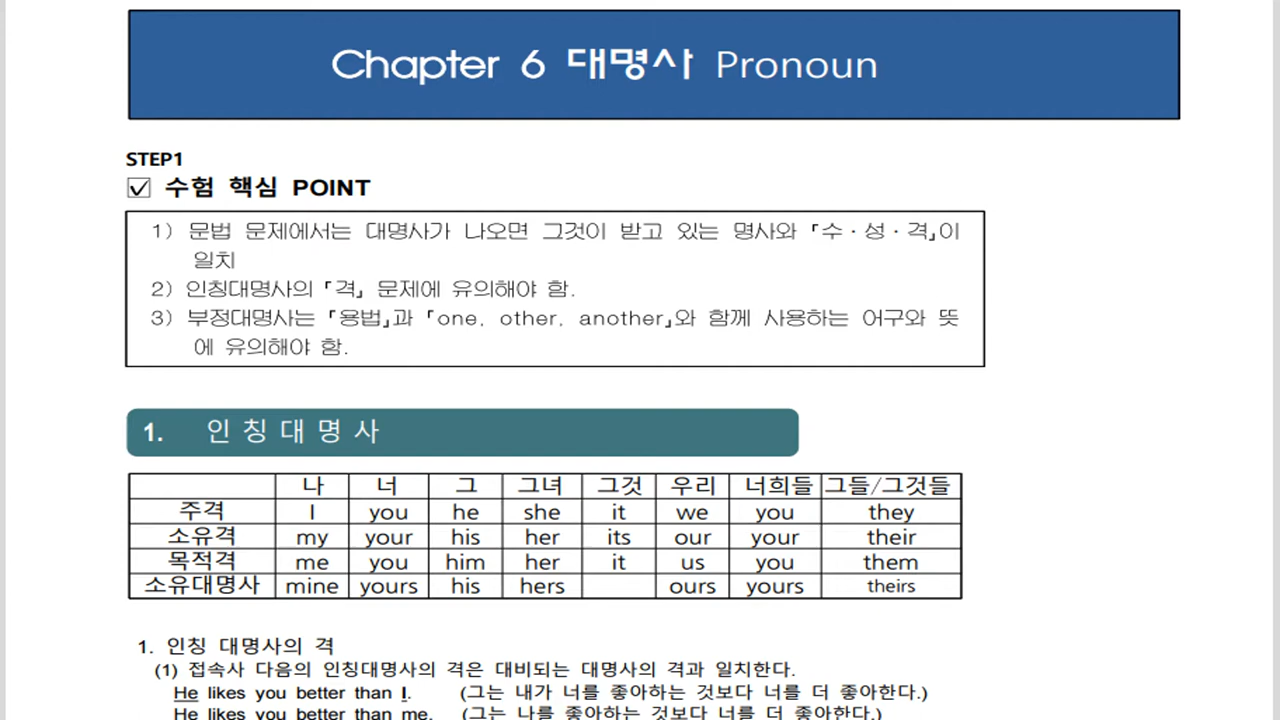 Chapter 6 대명사 Pronoun
STEP1
☑ 수험 핵심 POINT
1) 문법 문제에서는 대명사가 나오면 그것이 받고 있는 명사와 「수·성·격」이
일치
2) 인칭대명사의 「격」 문제에 유의해야 함.
3) 부정대명사는 「용법」과 「one, other, another」와 함께 사용하는 어구와 뜻
에 유의해야 함.
1. 인칭대명사
나 너 그 그녀 그것 우리 너희들 그들/그것들
주격 I you he she it we you they
소유격 my your his her its our your their
목적격 me you him her it us you them
소유대명사 mine yours his hers ours yours theirs
1. 인칭 대명사의 격
(1) 접속사 다음의 인칭대명사의 격은 대비되는 대명사의 격과 일치한다.
He likes you better than I. (그는 내가 너를 좋아하는 것보다 너를 더 좋아한다.)
He likes you better than me. (그는 나를 좋아하는 것보다 너를 더 좋아한다.)